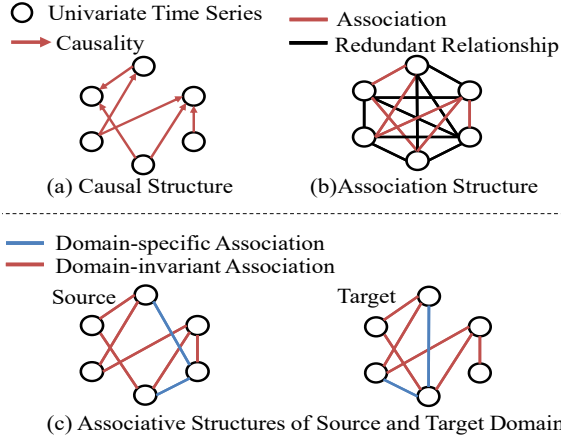 Univariate Time Series
Causality
Association
Redundant Relationship
(a) Causal Structure
(b)Association Structure
Domain-specific Association
Domain-invariant Association
Source
Target
(c) Associative Structures of Source and Target Domain